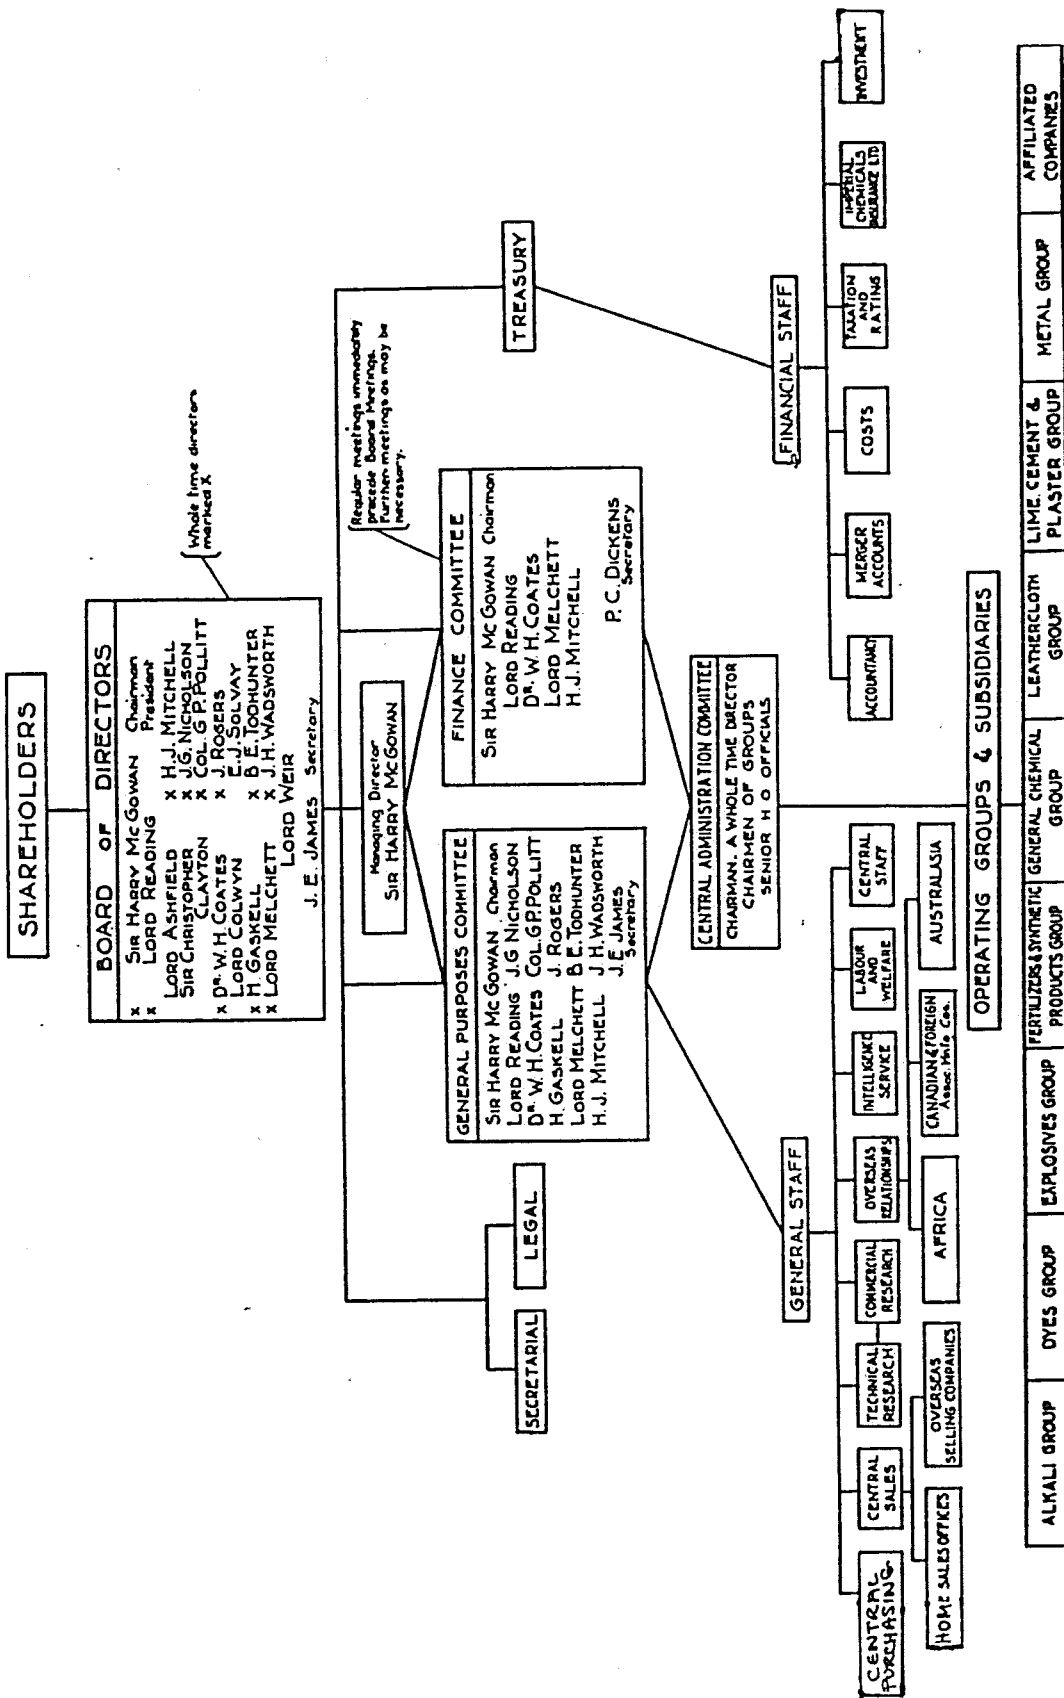 SHAREHOLDERS
BOARD OF DIRECTORS
x SIR HARRY MCGOWAN Chairman
x LORD READING President
LORD ASHFIELD
SIR CHRISTOPHER
CLAYTON
x DR. W.H. COATES
LORD COLWYN
x H. GASKELL
x LORD MELCHETT
x H.J. MITCHELL
x J.G. NICHOLSON
x COL. G.P. POLLITT
x J. ROGERS
E.J. SOLVAY
x B.E. TODHUNTER
x J.H. WADSWORTH
LORD WEIR
J.E. JAMES Secretary
Whole time directors
marked X
Managing Director
SIR HARRY MCGOWAN
Regular meetings immediately
precede Board Meetings.
Further meetings as may be
necessary.
SECRETARIAL
LEGAL
GENERAL PURPOSES COMMITTEE
SIR HARRY MCGOWAN, Chairman
LORD READING J.G. NICHOLSON
DR. W.H. COATES COL. G.P. POLLITT
H. GASKELL J. ROGERS
LORD MELCHETT B.E. TODHUNTER
H.J. MITCHELL J.H. WADSWORTH
J.E. JAMES
Secretary
FINANCE COMMITTEE
SIR HARRY MCGOWAN Chairman
LORD READING
DR. W.H. COATES
LORD MELCHETT
H.J. MITCHELL
P.C. DICKENS
Secretary
TREASURY
CENTRAL ADMINISTRATION COMMITTEE
CHAIRMAN. A WHOLE TIME DIRECTOR
CHAIRMEN OF GROUPS
SENIOR H O OFFICIALS
GENERAL STAFF
FINANCIAL STAFF
CENTRAL
PURCHASING
CENTRAL
SALES
TECHNICAL
RESEARCH
COMMERCIAL
RESEARCH
OVERSEAS
RELATIONSHIPS
INTELLIGENCE
SERVICE
LABOUR
AND
WELFARE
CENTRAL
STAFF
ACCOUNTANCY
MERGER
ACCOUNTS
COSTS
TAXATION
AND
RATING
IMPERIAL
CHEMICALS
INSURANCE LTD
INVESTMENT
HOME SALES OFFICES
OVERSEAS
SELLING COMPANIES
AFRICA
CANADIAN & FOREIGN
Assoc. Mnfg Cos.
AUSTRALASIA
OPERATING GROUPS & SUBSIDIARIES
ALKALI GROUP
DYES GROUP
EXPLOSIVES GROUP
FERTILIZERS & SYNTHETIC
PRODUCTS GROUP
GENERAL CHEMICAL
GROUP
LEATHERCLOTH
GROUP
LIME, CEMENT &
PLASTER GROUP
METAL GROUP
AFFILIATED
COMPANIES